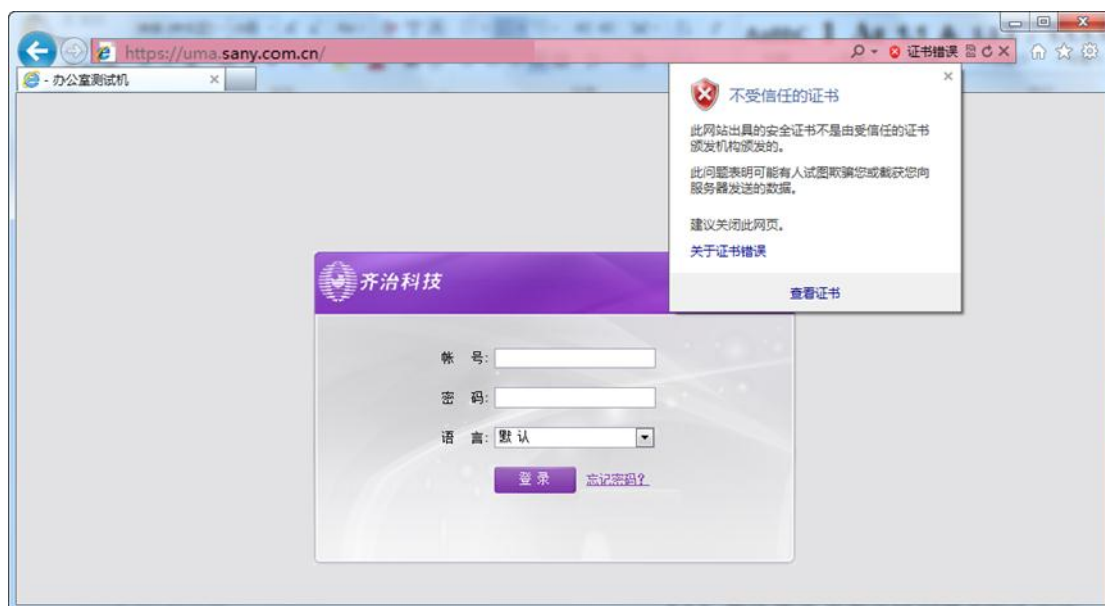 https://uma.sany.com.cn/
证书错误
- 办公室测试机
不受信任的证书
此网站出具的安全证书不是由受信任的证书
颁发机构颁发的。
此问题表明可能有人试图欺骗您或截获您向
服务器发送的数据。
建议关闭此网页。
关于证书错误
查看证书
齐治科技
帐 号:
密 码:
语 言: 默认
登录 忘记密码?